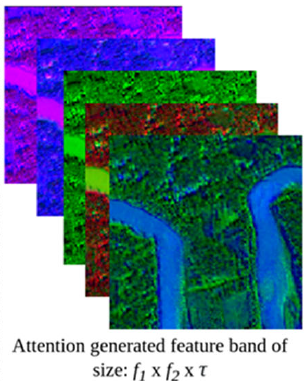 Attention generated feature band of
size: f₁ x f₂ x τ